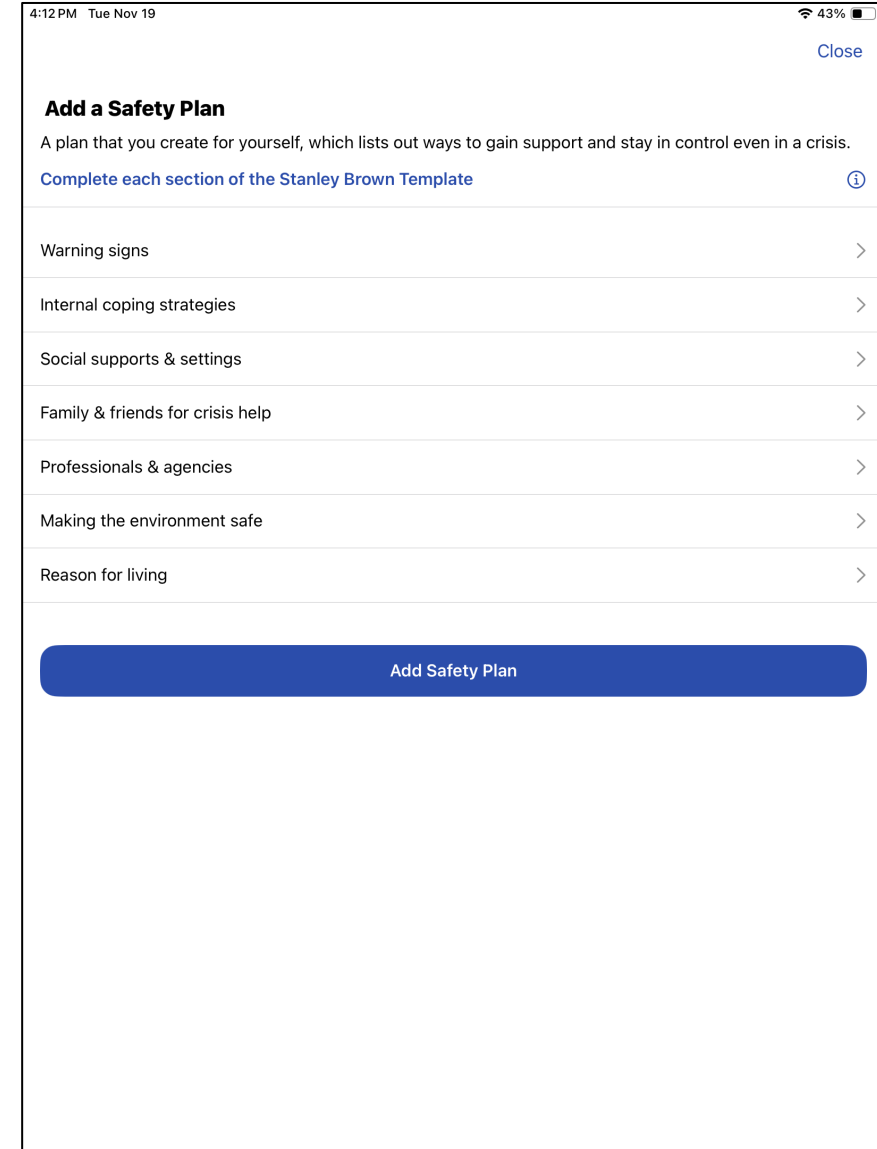 4:12 PM Tue Nov 19 43%
Close
Add a Safety Plan
A plan that you create for yourself, which lists out ways to gain support and stay in control even in a crisis.
Complete each section of the Stanley Brown Template
Warning signs
Internal coping strategies
Social supports & settings
Family & friends for crisis help
Professionals & agencies
Making the environment safe
Reason for living
Add Safety Plan